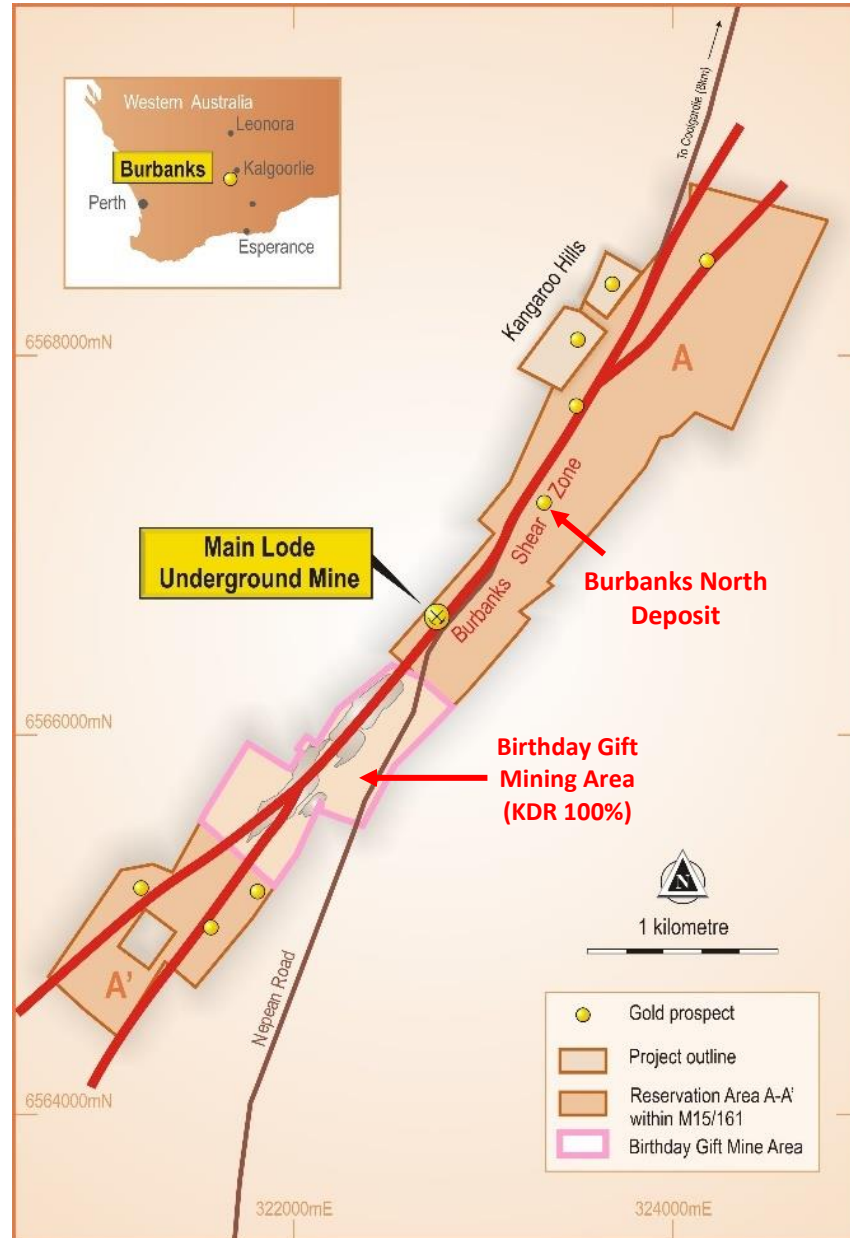 To Coolgardie (8km)
Western Australia
Leonora
Burbanks
Kalgoorlie
Perth
Esperance
Kangaroo Hills
6568000mN
A
Burbanks Shear Zone
Main Lode
Underground Mine
Burbanks North
Deposit
6566000mN
Birthday Gift
Mining Area
(KDR 100%)
N
1 kilometre
A'
Nepean Road
Gold prospect
Project outline
Reservation Area A-A'
within M15/161
Birthday Gift Mine Area
6564000mN
322000mE
324000mE